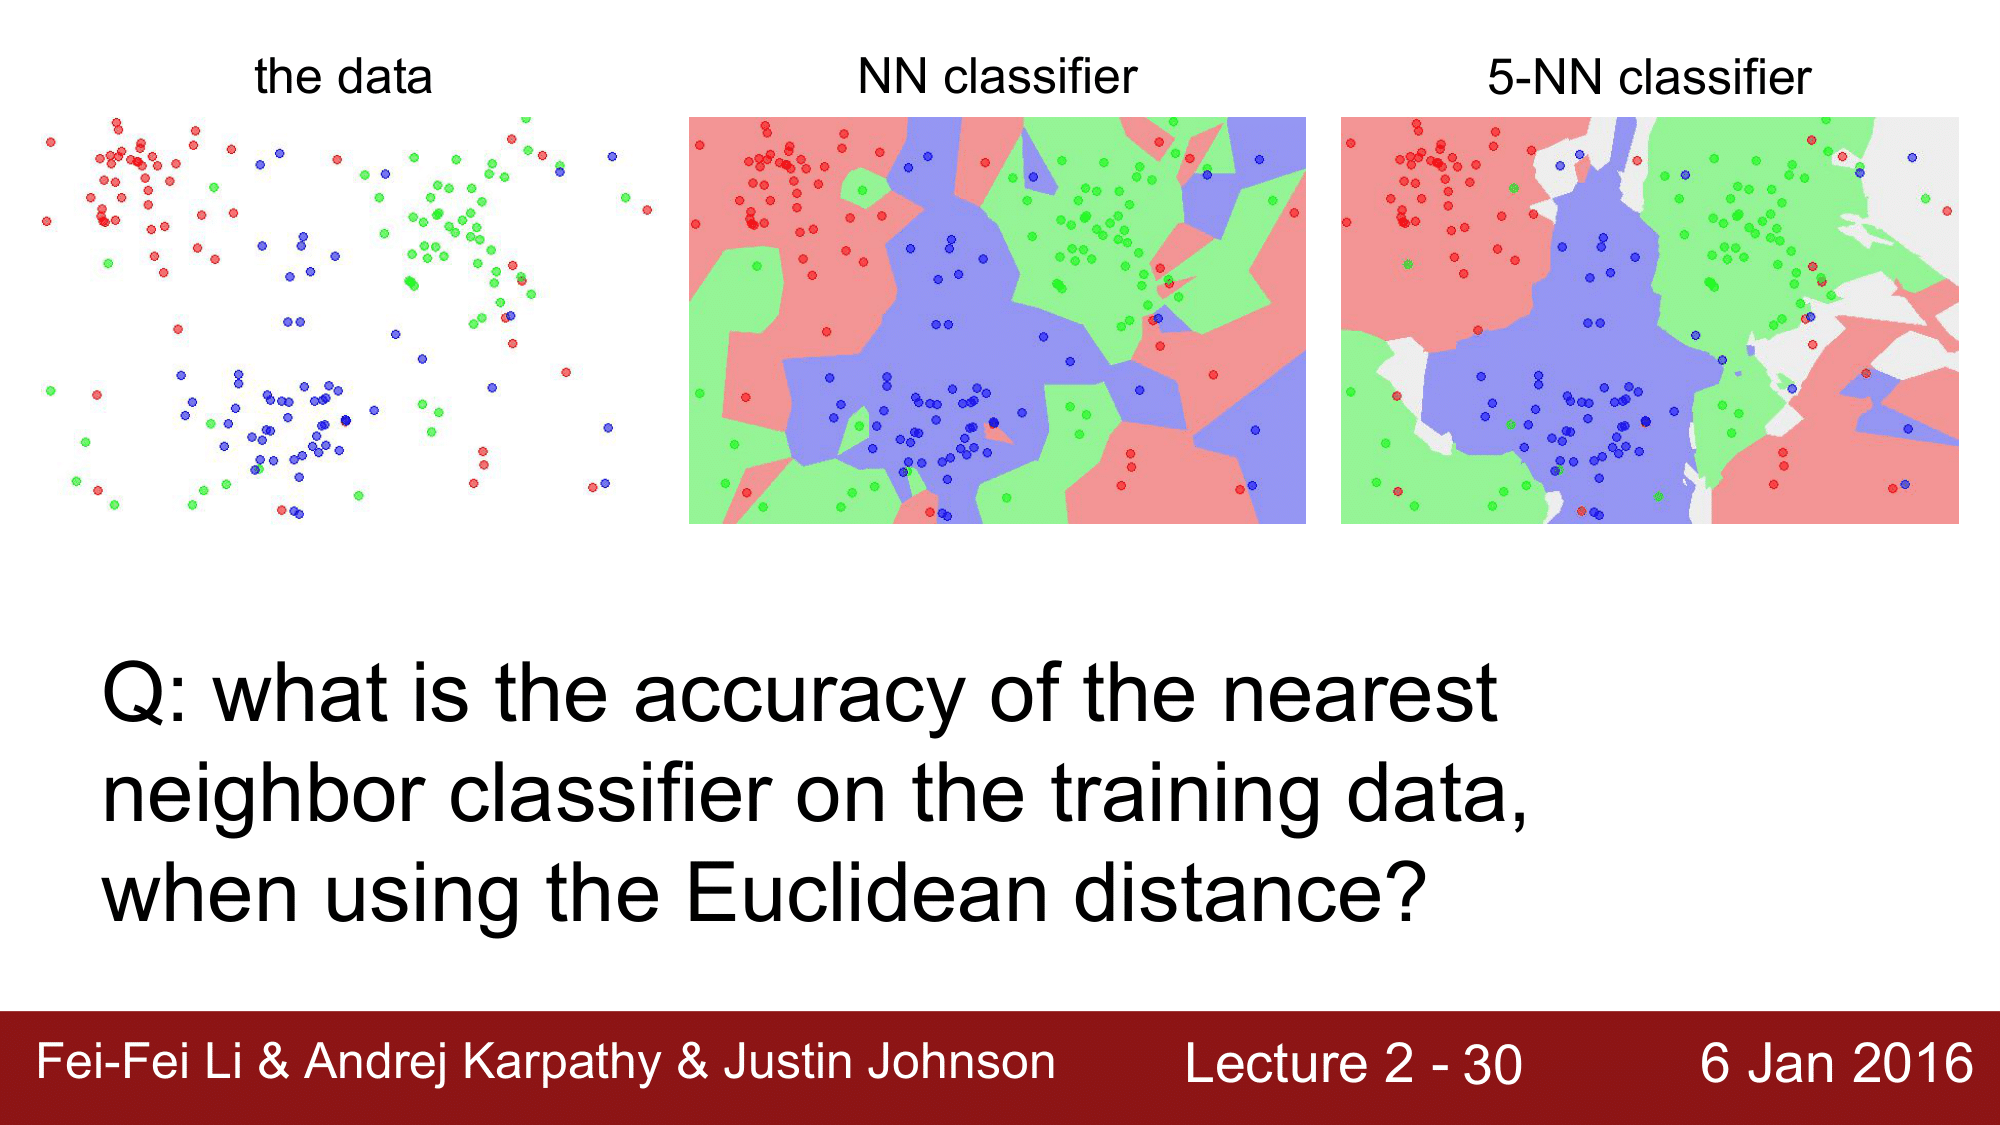 the data
NN classifier
5-NN classifier
Q: what is the accuracy of the nearest
neighbor classifier on the training data,
when using the Euclidean distance?
Fei-Fei Li & Andrej Karpathy & Justin Johnson
Lecture 2 - 30
6 Jan 2016